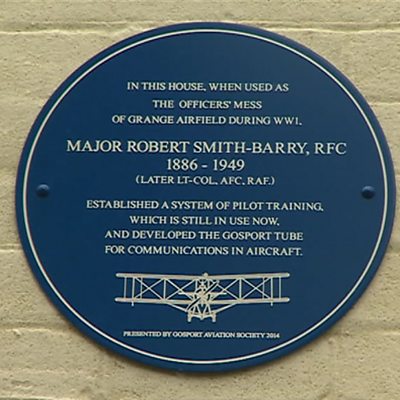 IN THIS HOUSE, WHEN USED AS
THE OFFICERS' MESS
OF GRANGE AIRFIELD DURING WW1,
MAJOR ROBERT SMITH-BARRY, RFC
1886 - 1949
(LATER LT-COL, AFC, RAF.)
ESTABLISHED A SYSTEM OF PILOT TRAINING,
WHICH IS STILL IN USE NOW,
AND DEVELOPED THE GOSPORT TUBE
FOR COMMUNICATIONS IN AIRCRAFT.
PRESENTED BY GOSPORT AVIATION SOCIETY 2014